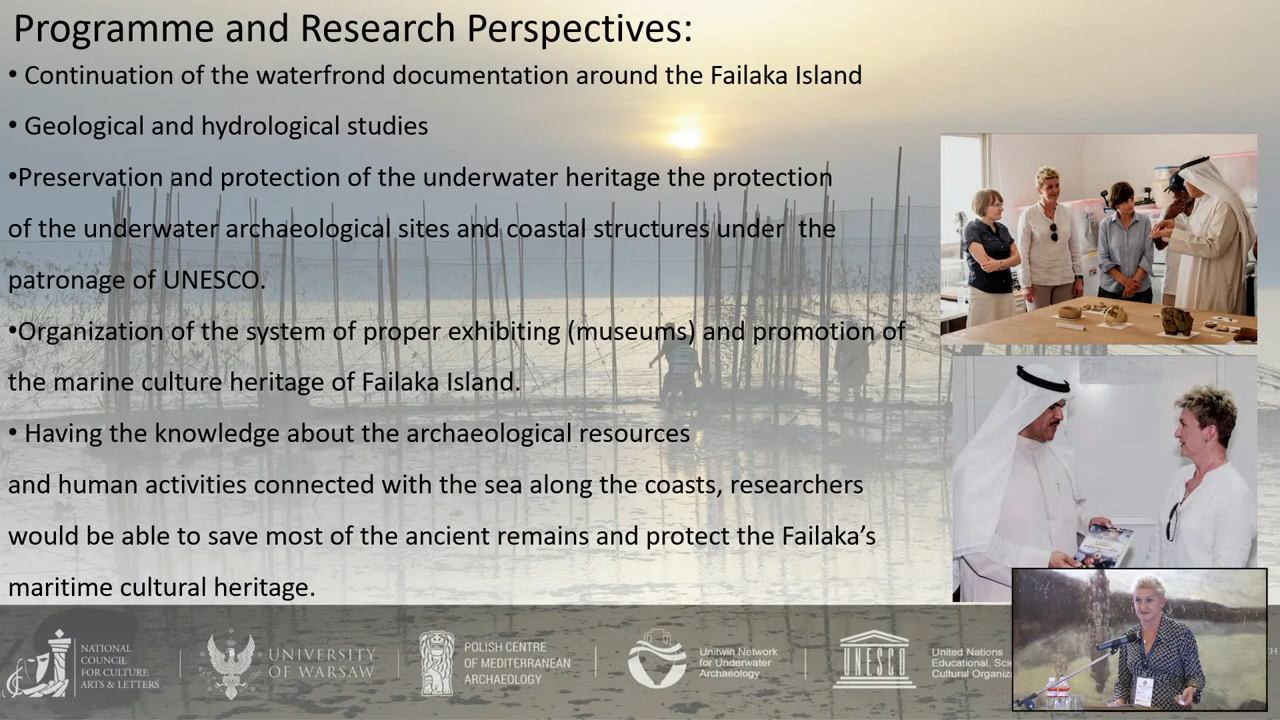 Programme and Research Perspectives:
• Continuation of the waterfrond documentation around the Failaka Island
• Geological and hydrological studies
•Preservation and protection of the underwater heritage the protection
of the underwater archaeological sites and coastal structures under the
patronage of UNESCO.
•Organization of the system of proper exhibiting (museums) and promotion of
the marine culture heritage of Failaka Island.
• Having the knowledge about the archaeological resources
and human activities connected with the sea along the coasts, researchers
would be able to save most of the ancient remains and protect the Failaka’s
maritime cultural heritage.
NATIONAL
COUNCIL
FOR CULTURE
ARTS & LETTERS
UNIVERSITY
OF WARSAW
POLISH CENTRE
OF MEDITERRANEAN
ARCHAEOLOGY
Unitwin Network
for Underwater
Archaeology
UNESCO
United Nations
Educational,
Cultural